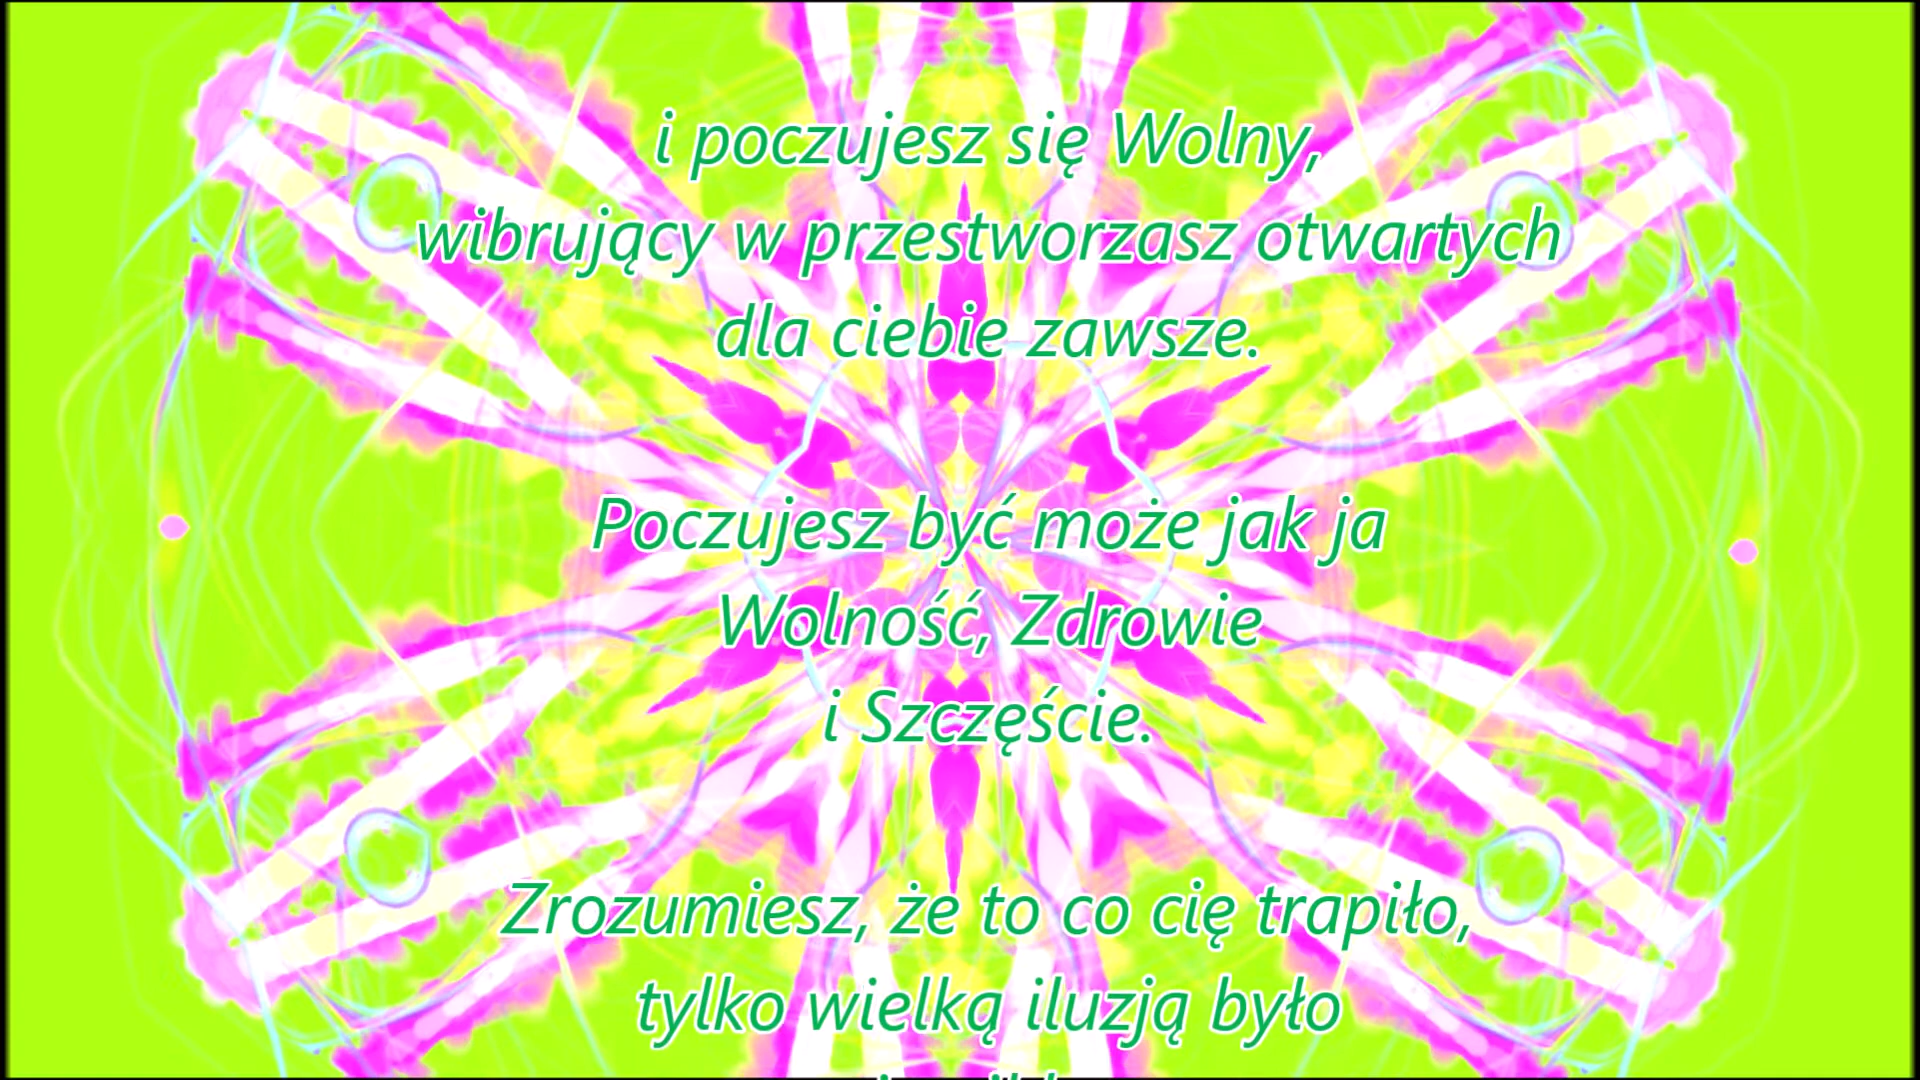 i poczujesz się Wolny,
wibrujący w przestworzasz otwartych
dla ciebie zawsze.
Poczujesz być może jak ja
Wolność, Zdrowie
i Szczęście.
Zrozumiesz, że to co cię trapiło,
tylko wielką iluzją było